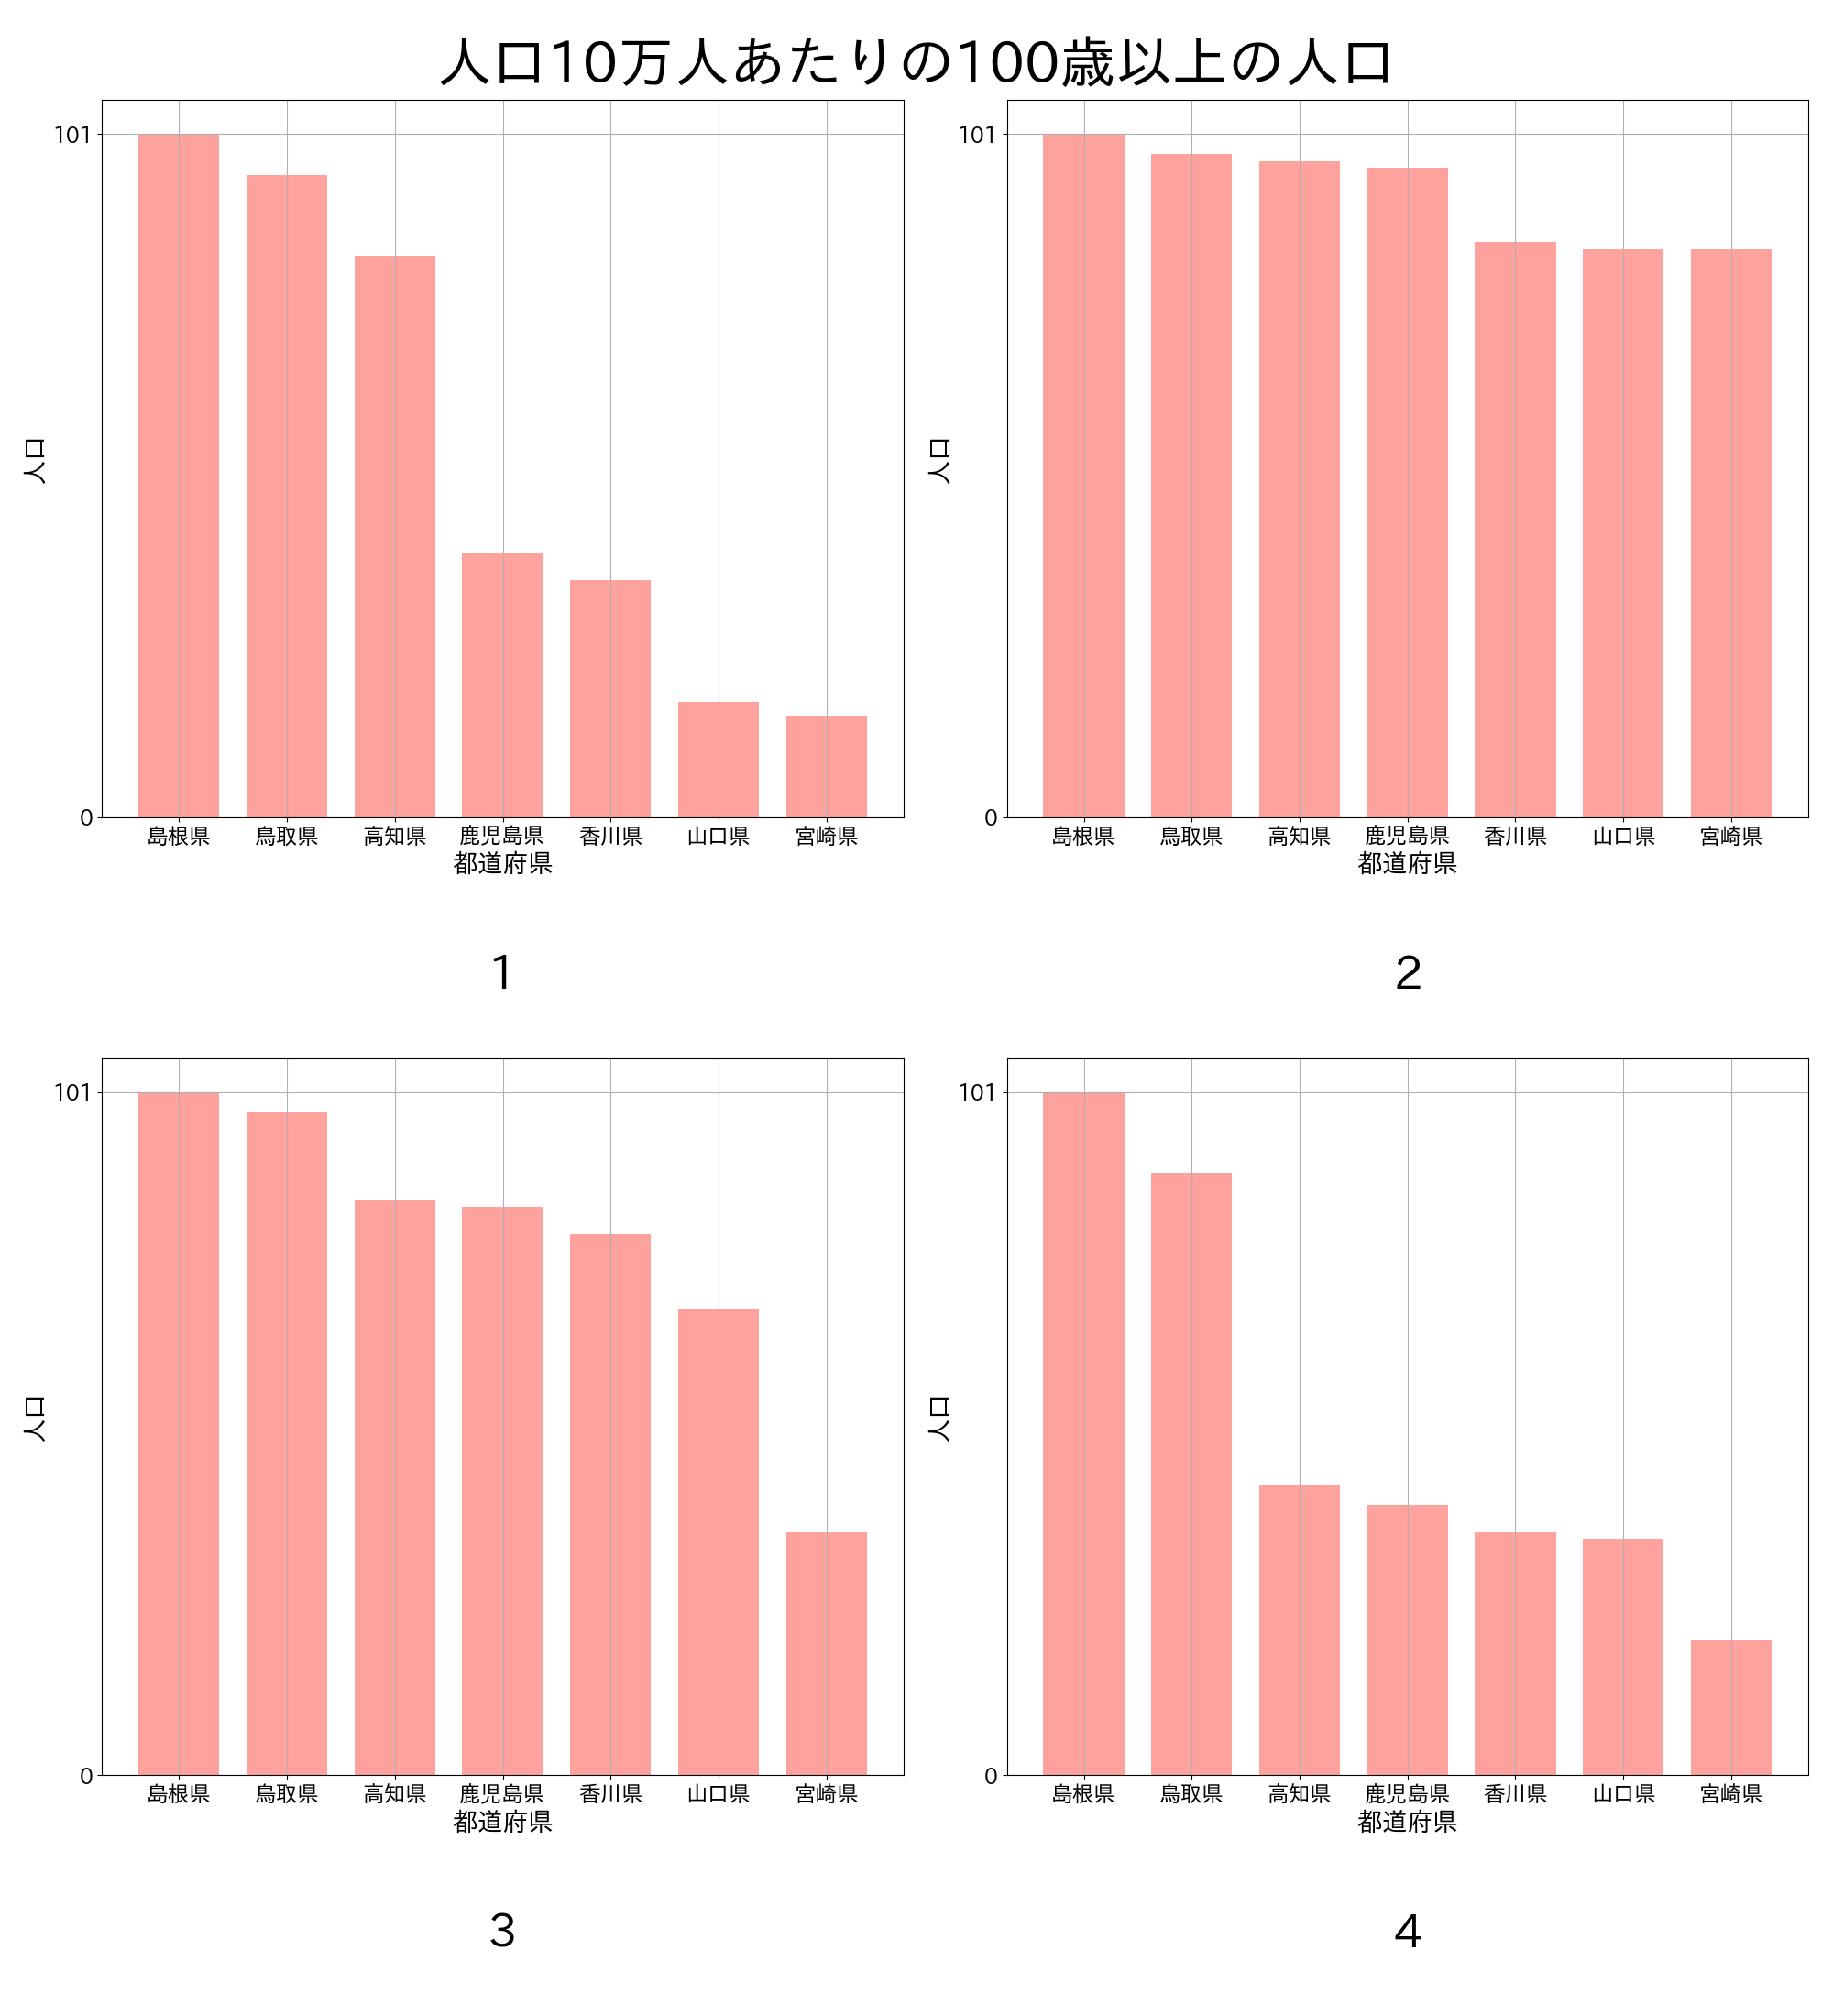 人口10万人あたりの100歳以上の人口
101
0
人口
島根県 鳥取県 高知県 鹿児島県 香川県 山口県 宮崎県
都道府県
1
101
0
人口
島根県 鳥取県 高知県 鹿児島県 香川県 山口県 宮崎県
都道府県
2
101
0
人口
島根県 鳥取県 高知県 鹿児島県 香川県 山口県 宮崎県
都道府県
3
101
0
人口
島根県 鳥取県 高知県 鹿児島県 香川県 山口県 宮崎県
都道府県
4